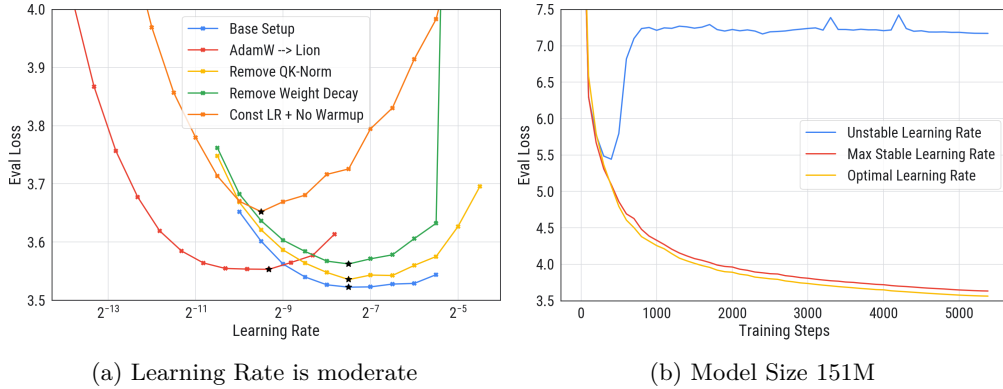 4.0
3.9
3.8
3.7
3.6
3.5
Eval Loss
Base Setup
AdamW --> Lion
Remove QK-Norm
Remove Weight Decay
Const LR + No Warmup
2⁻¹³ 2⁻¹¹ 2⁻⁹ 2⁻⁷ 2⁻⁵
Learning Rate
(a) Learning Rate is moderate
7.5
7.0
6.5
6.0
5.5
5.0
4.5
4.0
3.5
Eval Loss
Unstable Learning Rate
Max Stable Learning Rate
Optimal Learning Rate
0 1000 2000 3000 4000 5000
Training Steps
(b) Model Size 151M